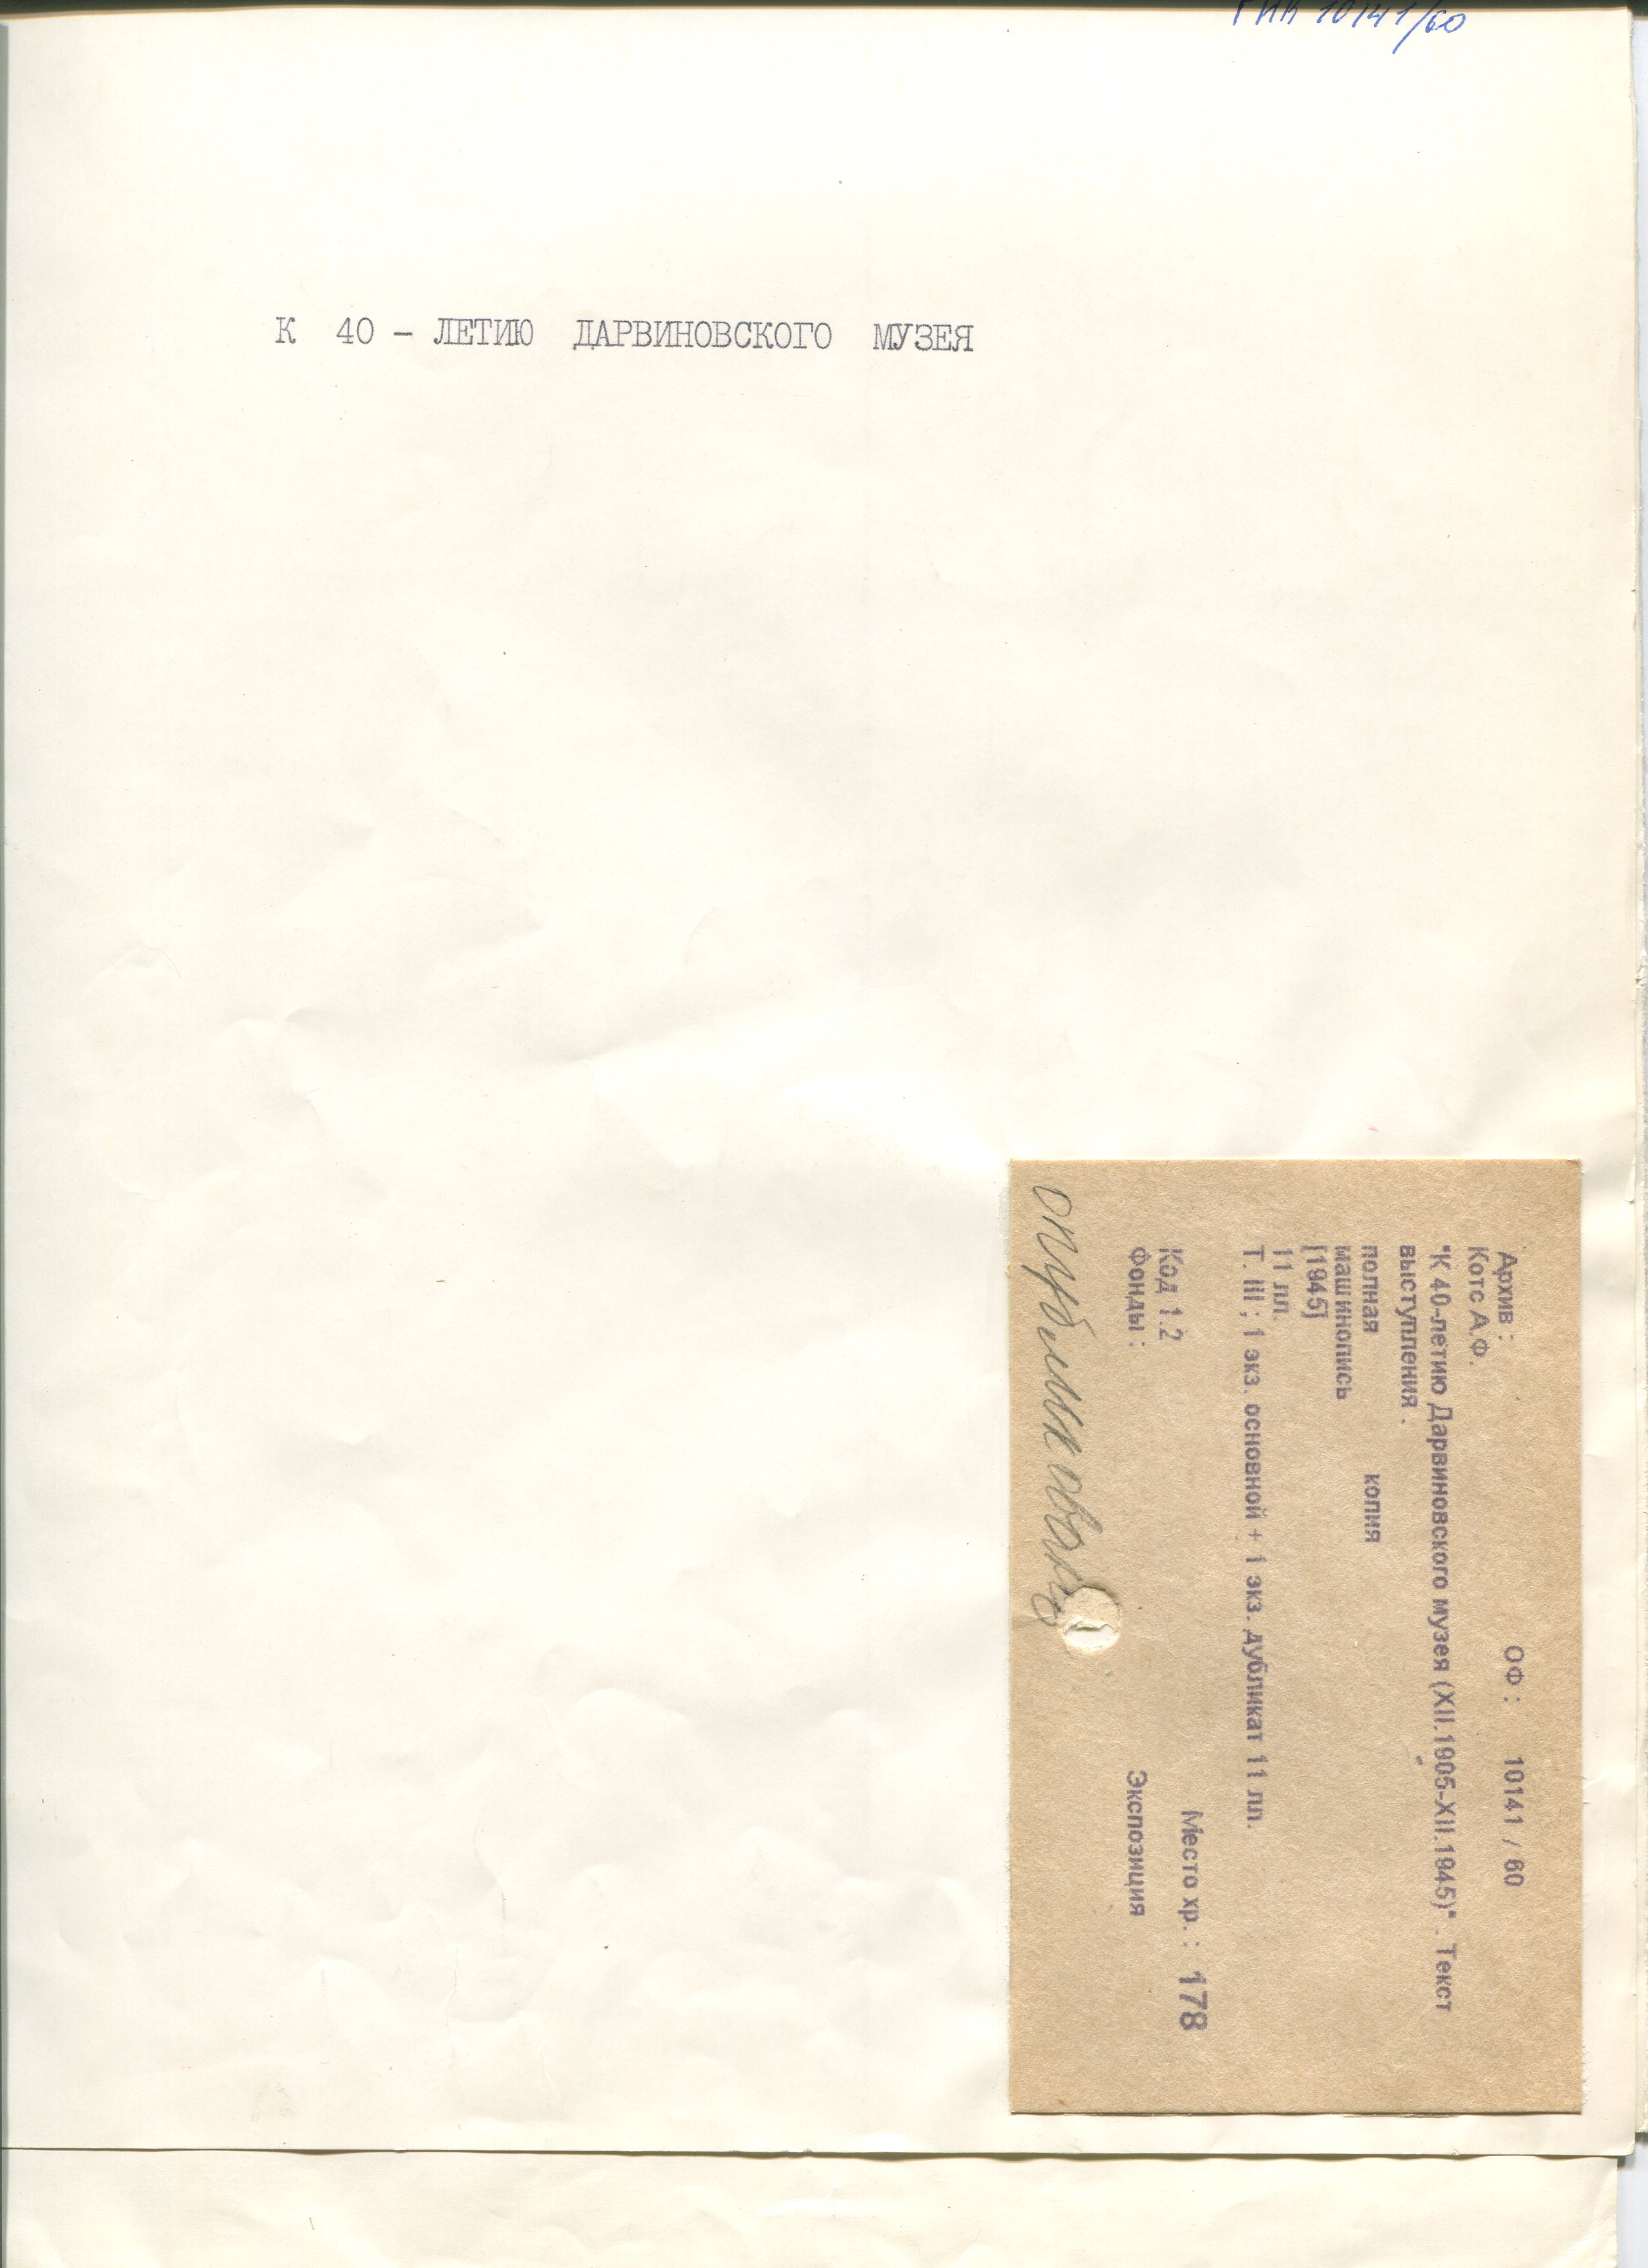 ГИК 10141/60
К 40 - ЛЕТИЮ ДАРВИНОВСКОГО МУЗЕЯ
Архив : ОФ : 10141 / 60
Котс А.Ф.
"К 40-летию Дарвиновского музея (XII.1905-XII.1945)" . Текст
выступления .
полная копия
машинопись
[1945]
11 лл.
Т. III ; 1 экз. основной + 1 экз. дубликат 11 лл.
Код 1.2 Место хр. : 178
Фонды : Экспозиция
опубликовано